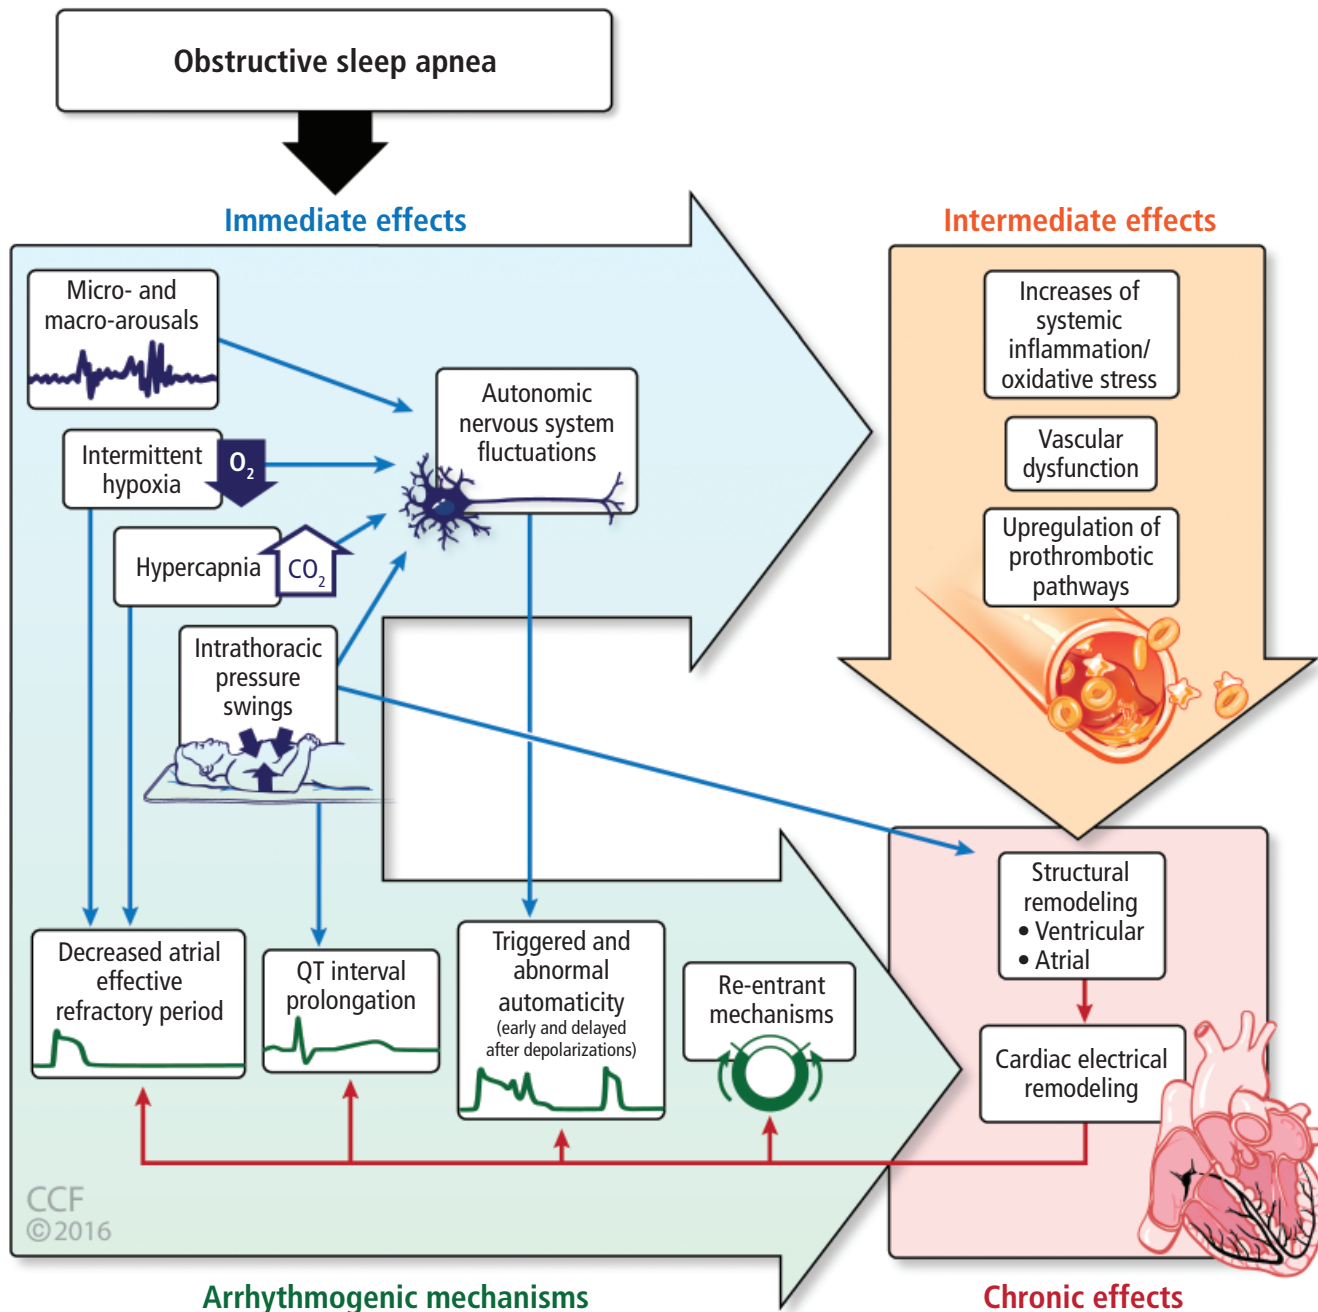 Obstructive sleep apnea
Immediate effects
Micro- and
macro-arousals
Intermittent
hypoxia
O2
Hypercapnia
CO2
Intrathoracic
pressure
swings
Autonomic
nervous system
fluctuations
Intermediate effects
Increases of
systemic
inflammation/
oxidative stress
Vascular
dysfunction
Upregulation of
prothrombotic
pathways
Decreased atrial
effective
refractory period
QT interval
prolongation
Triggered and
abnormal
automaticity
(early and delayed
after depolarizations)
Re-entrant
mechanisms
Structural
remodeling
• Ventricular
• Atrial
Cardiac electrical
remodeling
CCF
©2016
Arrhythmogenic mechanisms
Chronic effects